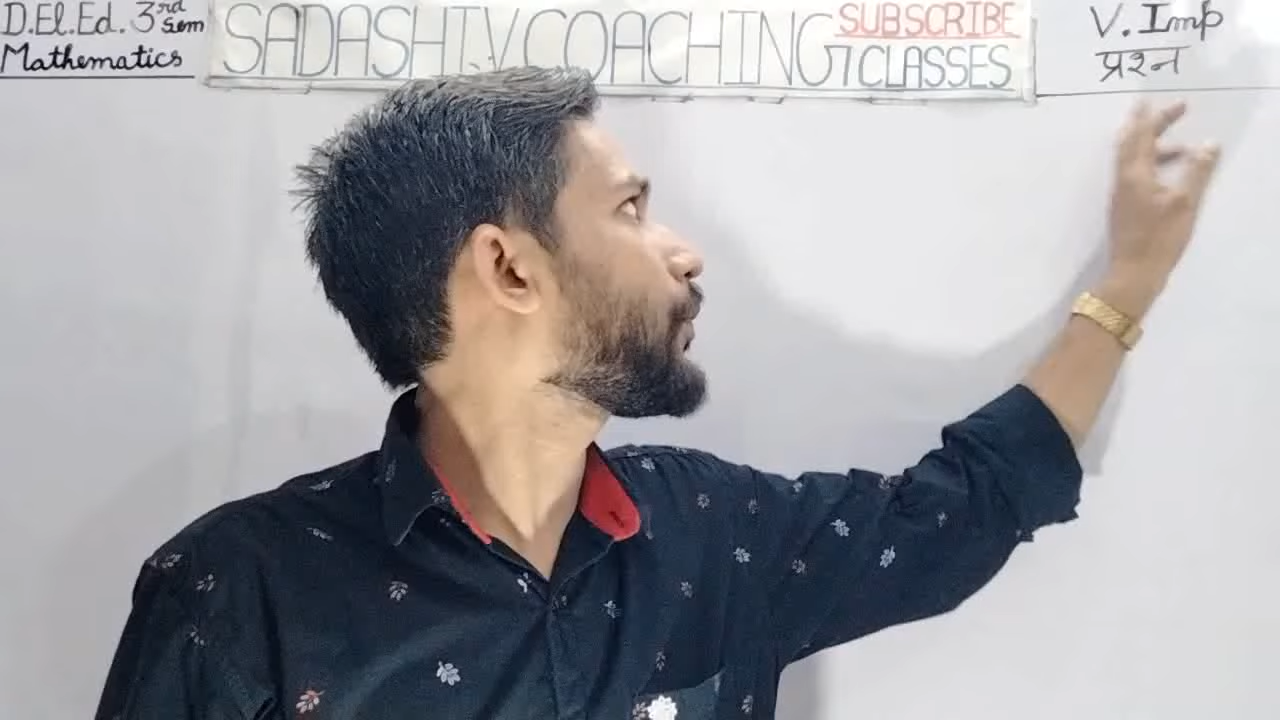 D.El.Ed. 3rd sem
Mathematics
SADASHIV COACHING CLASSES
SUBSCRIBE
V. Imp
प्रश्न